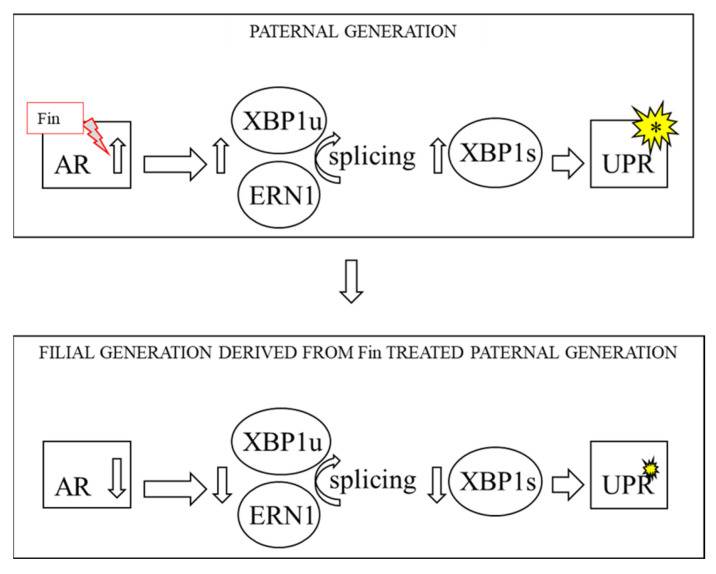 PATERNAL GENERATION
Fin
AR
XBP1u
ERN1
splicing
XBP1s
UPR
*
FILIAL GENERATION DERIVED FROM Fin TREATED PATERNAL GENERATION
AR
XBP1u
ERN1
splicing
XBP1s
UPR